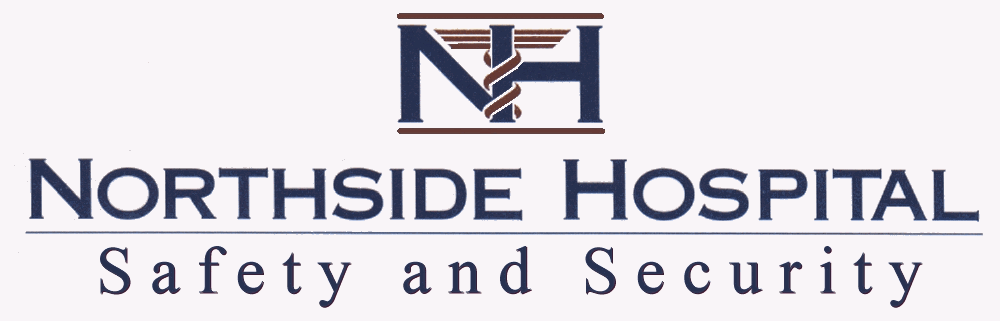 NH
NORTHSIDE HOSPITAL
Safety and Security